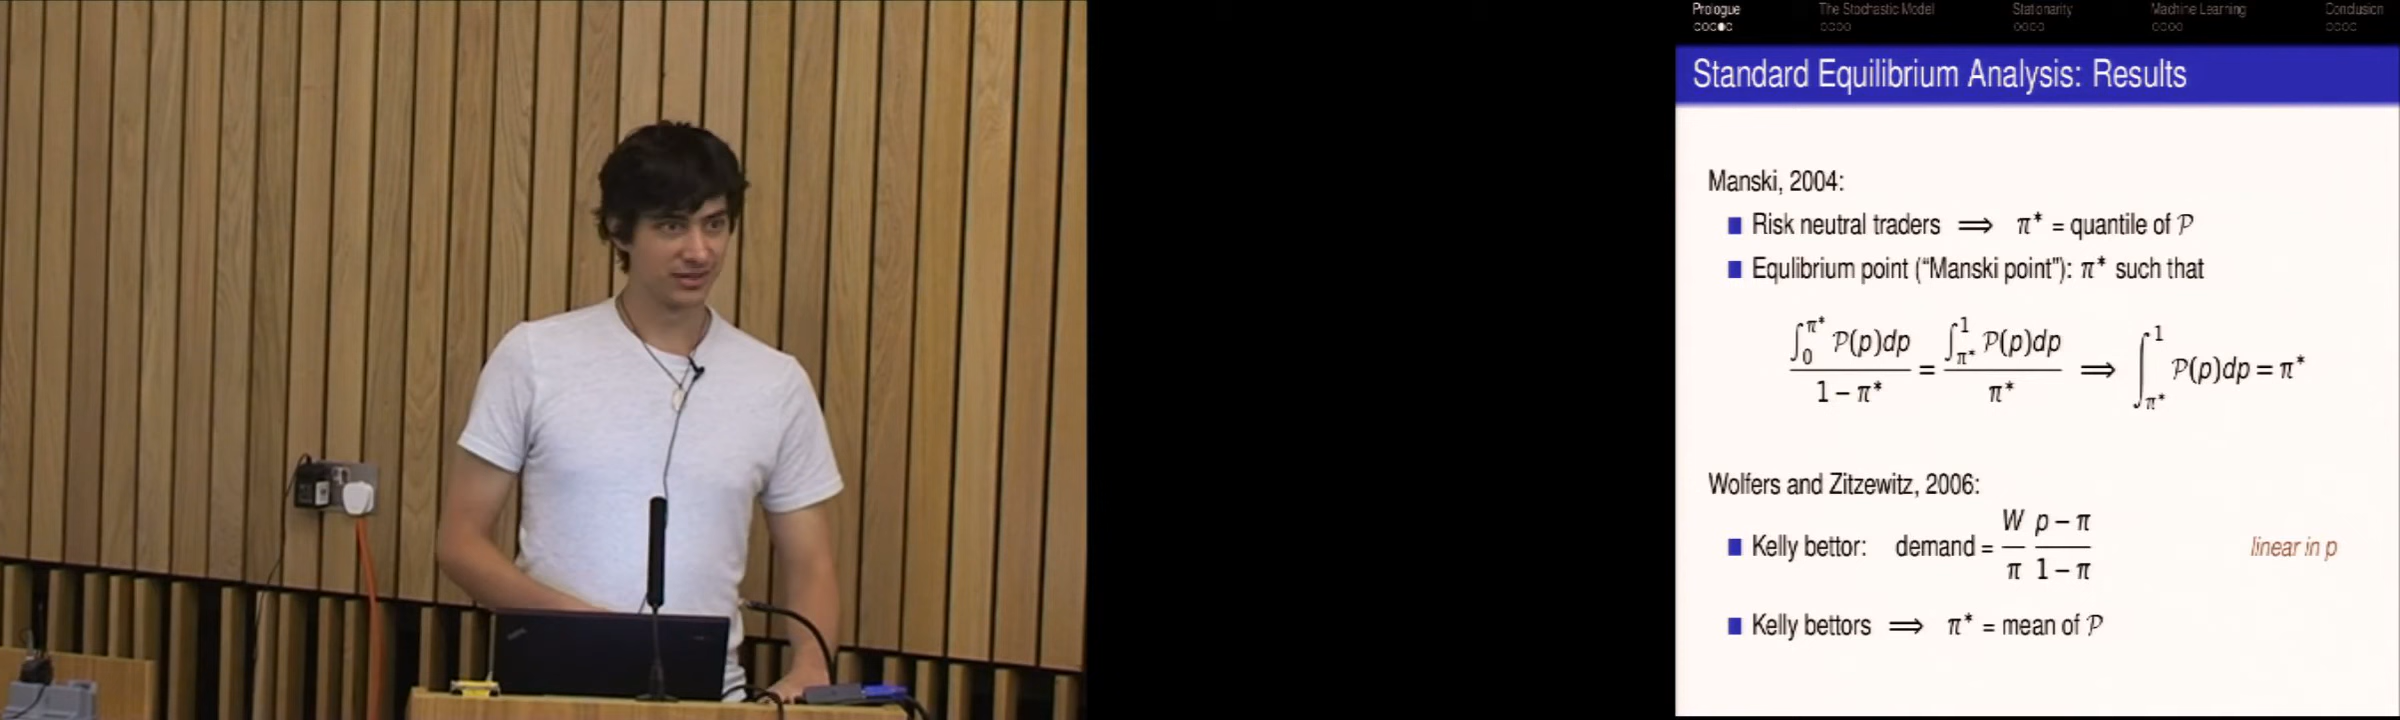 Prologue The Stochastic Model Stationarity Machine Learning Conclusion
Standard Equilibrium Analysis: Results
Manski, 2004:
Risk neutral traders ⟹ π* = quantile of 𝒫
Equlibrium point (“Manski point”): π* such that
∫₀^π* 𝒫(p)dp / (1 − π*) = ∫_π*^1 𝒫(p)dp / π* ⟹ ∫_π*^1 𝒫(p)dp = π*
Wolfers and Zitzewitz, 2006:
Kelly bettor: demand = W/π (p − π)/(1 − π) linear in p
Kelly bettors ⟹ π* = mean of 𝒫